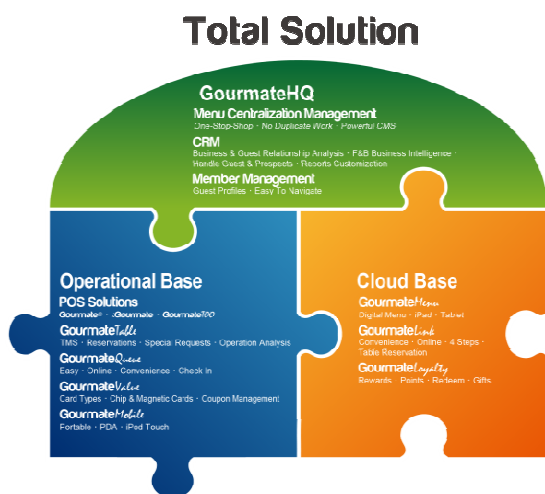 Total Solution
GourmateHQ
Menu Centralization Management
One-Stop-Shop · No Duplicate Work · Powerful CMS
CRM
Business & Guest Relationship Analysis · F&B Business Intelligence ·
Handle Guest & Prospects · Reports Customization
Member Management
Guest Profiles · Easy To Navigate
Operational Base
POS Solutions
GourmateTable
TMS · Reservations · Special Requests · Operation Analysis
GourmateQueue
Easy · Online · Convenience · Check In
GourmateValue
Card Types · Chip & Magnetic Cards · Coupon Management
GourmateMobile
Portable · PDA · iPod Touch
Cloud Base
GourmateMenu
Digital Menu · iPad · Tablet
GourmateLink
Convenience · Online · 4 Steps ·
Table Reservation
GourmateLoyalty
Rewards · Points · Redeem · Gifts